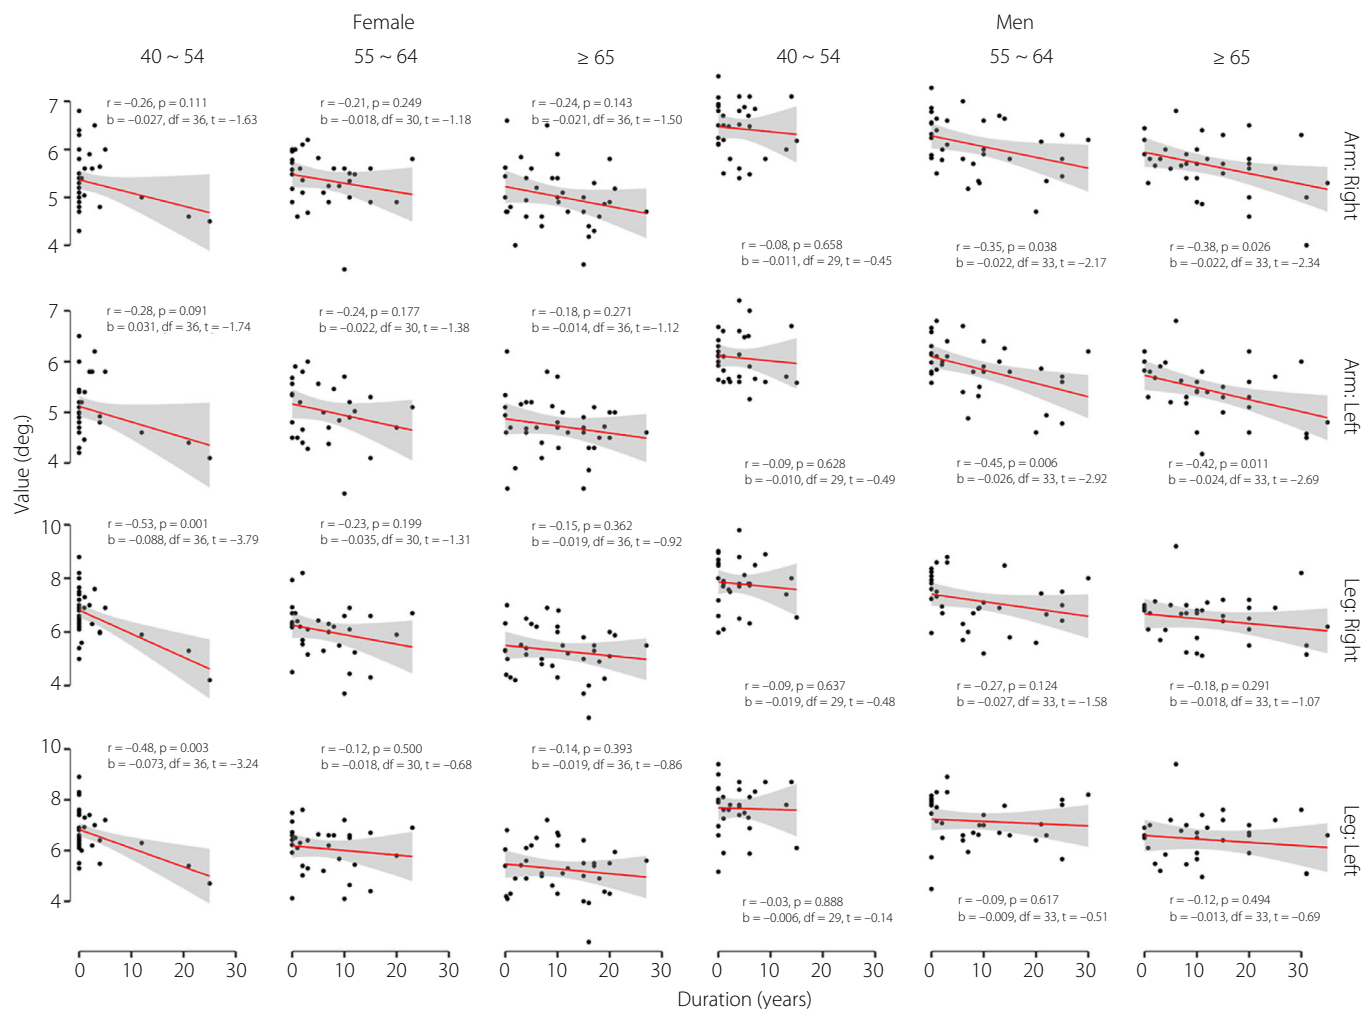 Female Men
40 ~ 54 55 ~ 64 ≥ 65 40 ~ 54 55 ~ 64 ≥ 65
7
6
5
4
r = −0.26, p = 0.111
b = −0.027, df = 36, t = −1.63
r = −0.21, p = 0.249
b = −0.018, df = 30, t = −1.18
r = −0.24, p = 0.143
b = −0.021, df = 36, t = −1.50
r = −0.08, p = 0.658
b = −0.011, df = 29, t = −0.45
r = −0.35, p = 0.038
b = −0.022, df = 33, t = −2.17
r = −0.38, p = 0.026
b = −0.022, df = 33, t = −2.34
Arm: Right
7
6
5
4
r = −0.28, p = 0.091
b = 0.031, df = 36, t = −1.74
r = −0.24, p = 0.177
b = −0.022, df = 30, t = −1.38
r = −0.18, p = 0.271
b = −0.014, df = 36, t = −1.12
r = −0.09, p = 0.628
b = −0.010, df = 29, t = −0.49
r = −0.45, p = 0.006
b = −0.026, df = 33, t = −2.92
r = −0.42, p = 0.011
b = −0.024, df = 33, t = −2.69
Arm: Left
Value (deg.)
10
8
6
4
r = −0.53, p = 0.001
b = −0.088, df = 36, t = −3.79
r = −0.23, p = 0.199
b = −0.035, df = 30, t = −1.31
r = −0.15, p = 0.362
b = −0.019, df = 36, t = −0.92
r = −0.09, p = 0.637
b = −0.019, df = 29, t = −0.48
r = −0.27, p = 0.124
b = −0.027, df = 33, t = −1.58
r = −0.18, p = 0.291
b = −0.018, df = 33, t = −1.07
Leg: Right
10
8
6
4
r = −0.48, p = 0.003
b = −0.073, df = 36, t = −3.24
r = −0.12, p = 0.500
b = −0.018, df = 30, t = −0.68
r = −0.14, p = 0.393
b = −0.019, df = 36, t = −0.86
r = −0.03, p = 0.888
b = −0.006, df = 29, t = −0.14
r = −0.09, p = 0.617
b = −0.009, df = 33, t = −0.51
r = −0.12, p = 0.494
b = −0.013, df = 33, t = −0.69
Leg: Left
0 10 20 30 0 10 20 30 0 10 20 30 0 10 20 30 0 10 20 30 0 10 20 30
Duration (years)